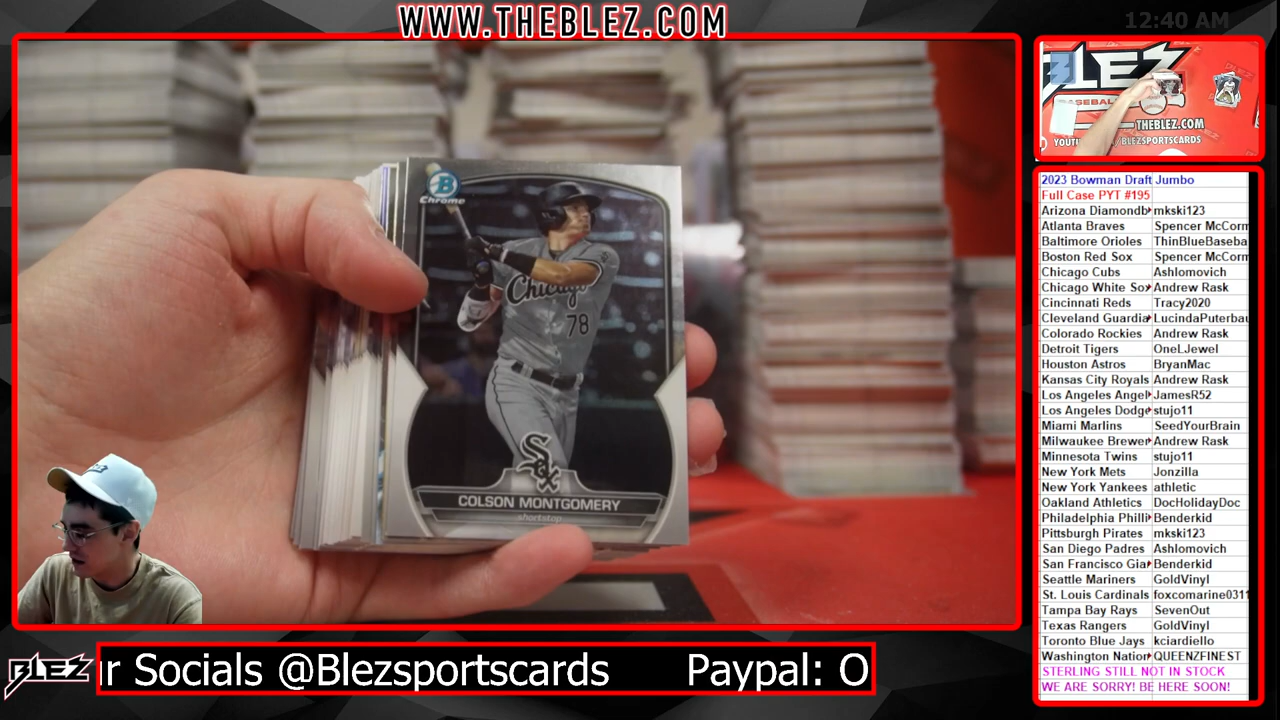 WWW.THEBLEZ.COM
12:40 AM
BLEZ
BASEBALL
THEBLEZ.COM
B
Chrome
Chicago
78
Sox
COLSON MONTGOMERY
shortstop
2023 Bowman Draft Jumbo
Full Case PYT #195
Arizona Diamondb mkski123
Atlanta Braves Spencer McCorm
Baltimore Orioles ThinBlueBaseba
Boston Red Sox Spencer McCorm
Chicago Cubs Ashlomovich
Chicago White Sox Andrew Rask
Cincinnati Reds Tracy2020
Cleveland Guardia LucindaPuterbau
Colorado Rockies Andrew Rask
Detroit Tigers OneLJewel
Houston Astros BryanMac
Kansas City Royals Andrew Rask
Los Angeles Angel JamesR52
Los Angeles Dodge stujo11
Miami Marlins SeedYourBrain
Milwaukee Brewer Andrew Rask
Minnesota Twins stujo11
New York Mets Jonzilla
New York Yankees athletic
Oakland Athletics DocHolidayDoc
Philadelphia Philli Benderkid
Pittsburgh Pirates mkski123
San Diego Padres Ashlomovich
San Francisco Gia Benderkid
Seattle Mariners GoldVinyl
St. Louis Cardinals foxcomarine0311
Tampa Bay Rays SevenOut
Texas Rangers GoldVinyl
Toronto Blue Jays kciardiello
Washington Nation QUEENZFINEST
STERLING STILL NOT IN STOCK
WE ARE SORRY! BE HERE SOON!
BLEZ
r Socials @Blezsportscards Paypal: O